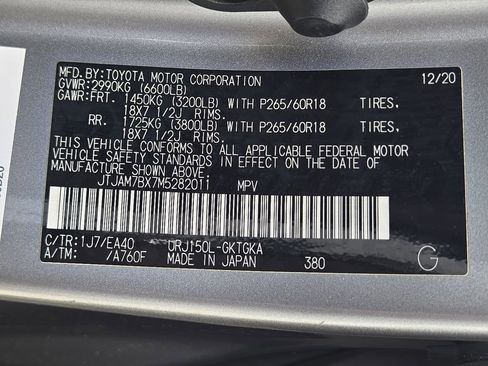 MFD.BY:TOYOTA MOTOR CORPORATION 12/20
GVWR:2990KG (6600LB)
GAWR:FRT. 1450KG (3200LB) WITH P265/60R18 TIRES,
18X7 1/2J RIMS.
RR. 1725KG (3800LB) WITH P265/60R18 TIRES,
18X7 1/2J RIMS.
THIS VEHICLE CONFORMS TO ALL APPLICABLE FEDERAL MOTOR
VEHICLE SAFETY STANDARDS IN EFFECT ON THE DATE OF
MANUFACTURE SHOWN ABOVE.
JTJAM7BX7M5282011 MPV
C/TR:1J7/EA40 URJ150L-GKTGKA
A/TM: /A760F MADE IN JAPAN 380 G